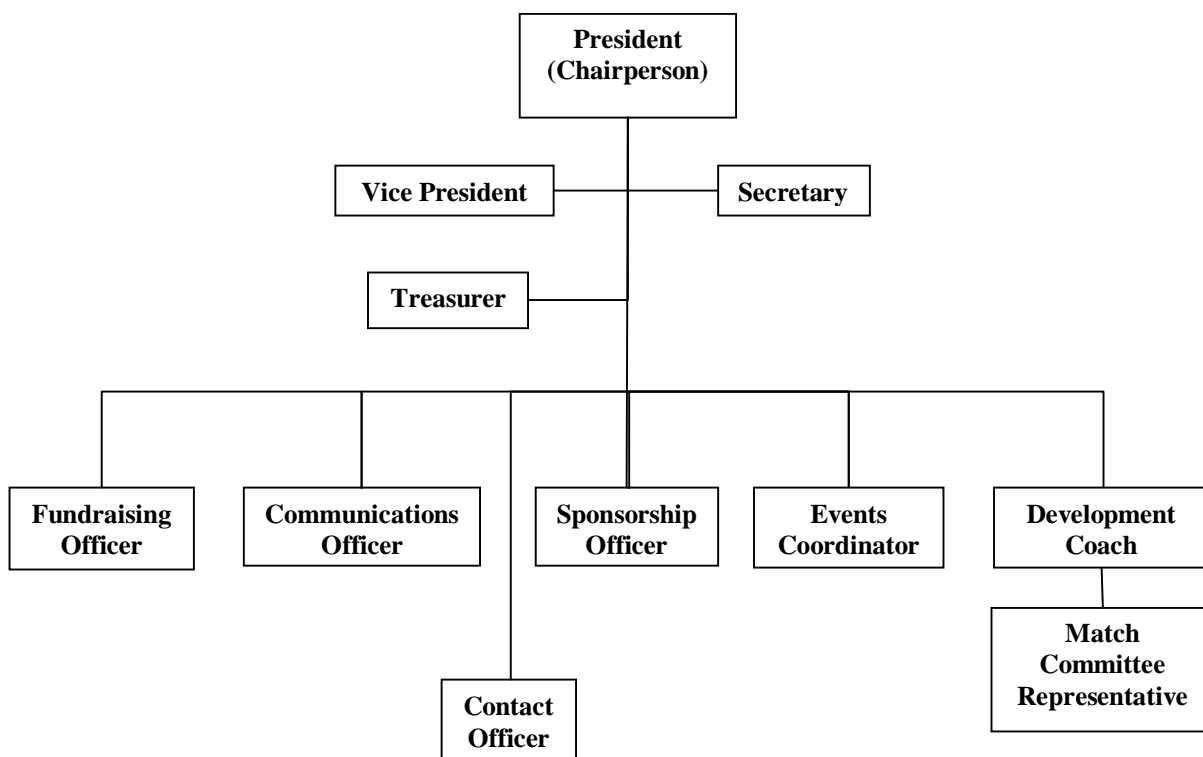 President
(Chairperson)
Vice President
Secretary
Treasurer
Fundraising
Officer
Communications
Officer
Sponsorship
Officer
Events
Coordinator
Development
Coach
Match
Committee
Representative
Contact
Officer